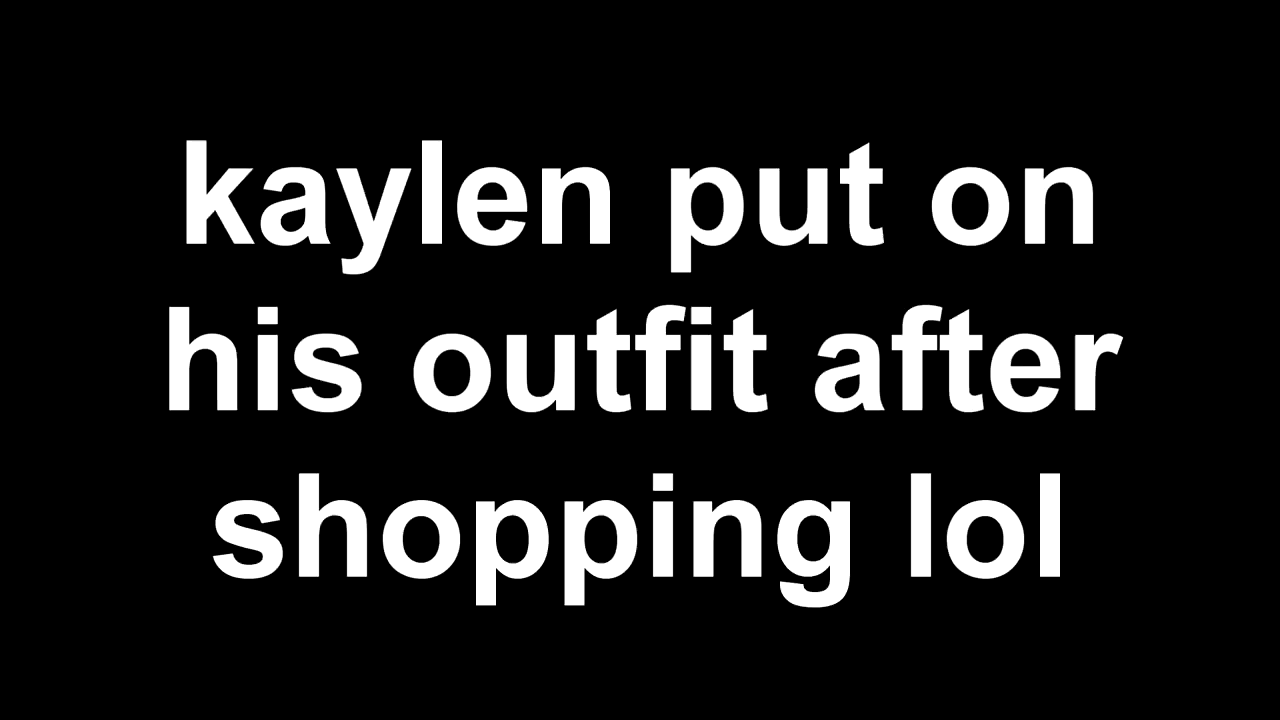 kaylen put on
his outfit after
shopping lol